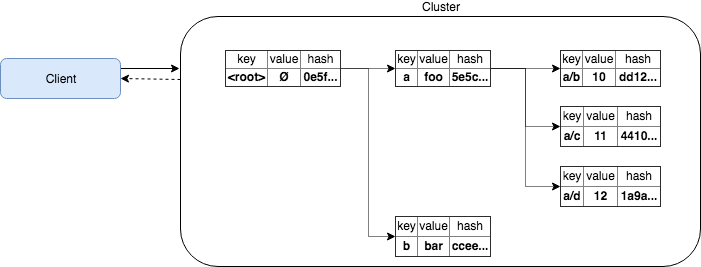 Cluster
Client
key value hash
<root> Ø 0e5f...
key value hash
a foo 5e5c...
key value hash
a/b 10 dd12...
key value hash
a/c 11 4410...
key value hash
a/d 12 1a9a...
key value hash
b bar ccee...